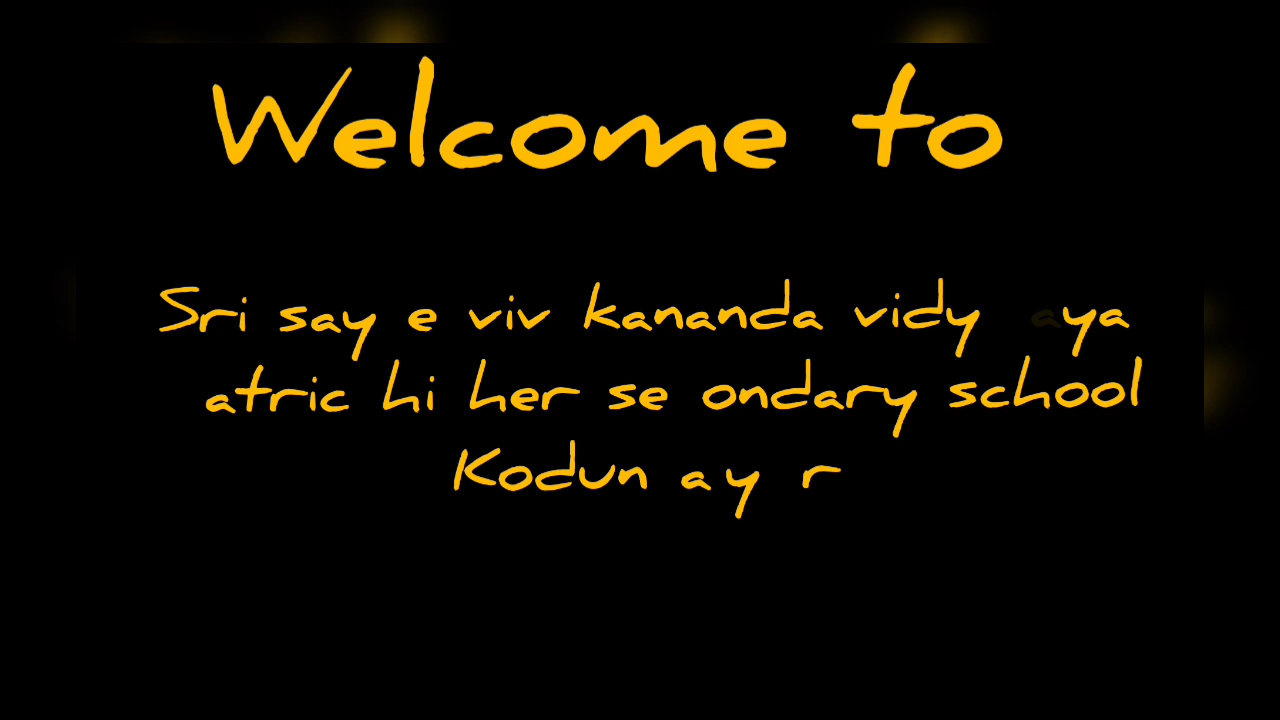 Welcome to
Sri say e viv kananda vidy aya
atric hi her se ondary school
Kodun ay r